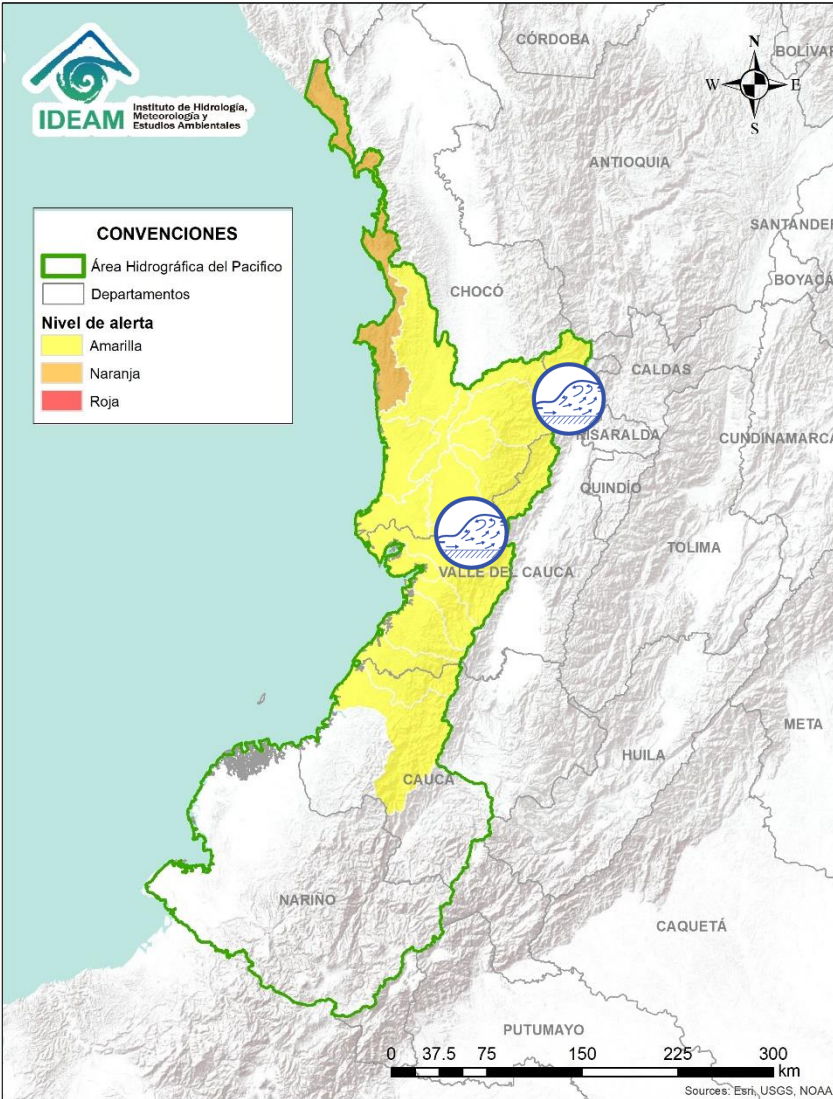 IDEAM
Instituto de Hidrología,
Meteorología y
Estudios Ambientales
CÓRDOBA
BOLÍVAR
N
W
E
S
ANTIOQUIA
SANTANDER
BOYACÁ
CONVENCIONES
Área Hidrográfica del Pacifico
Departamentos
Nivel de alerta
Amarilla
Naranja
Roja
CHOCÓ
CALDAS
RISARALDA
CUNDINAMARCA
QUINDÍO
TOLIMA
VALLE DEL CAUCA
META
HUILA
CAUCA
NARIÑO
CAQUETÁ
PUTUMAYO
0 37.5 75 150 225 300
km
Sources: Esri, USGS, NOAA